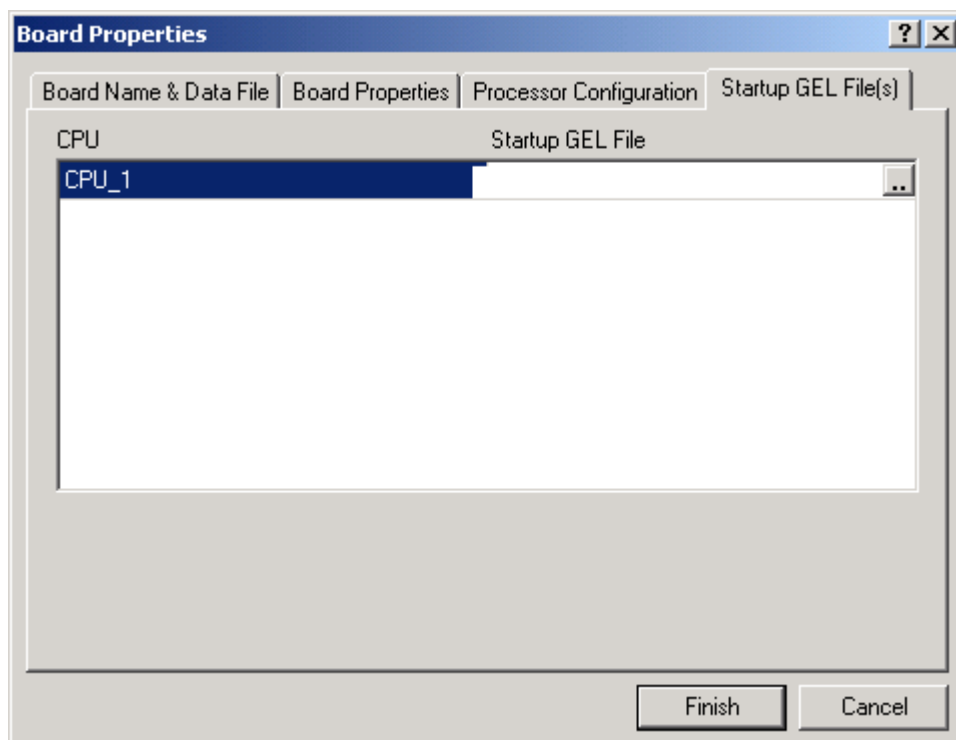 Board Properties
Board Name & Data File Board Properties Processor Configuration Startup GEL File(s)
CPU Startup GEL File
CPU_1 ..
Finish Cancel